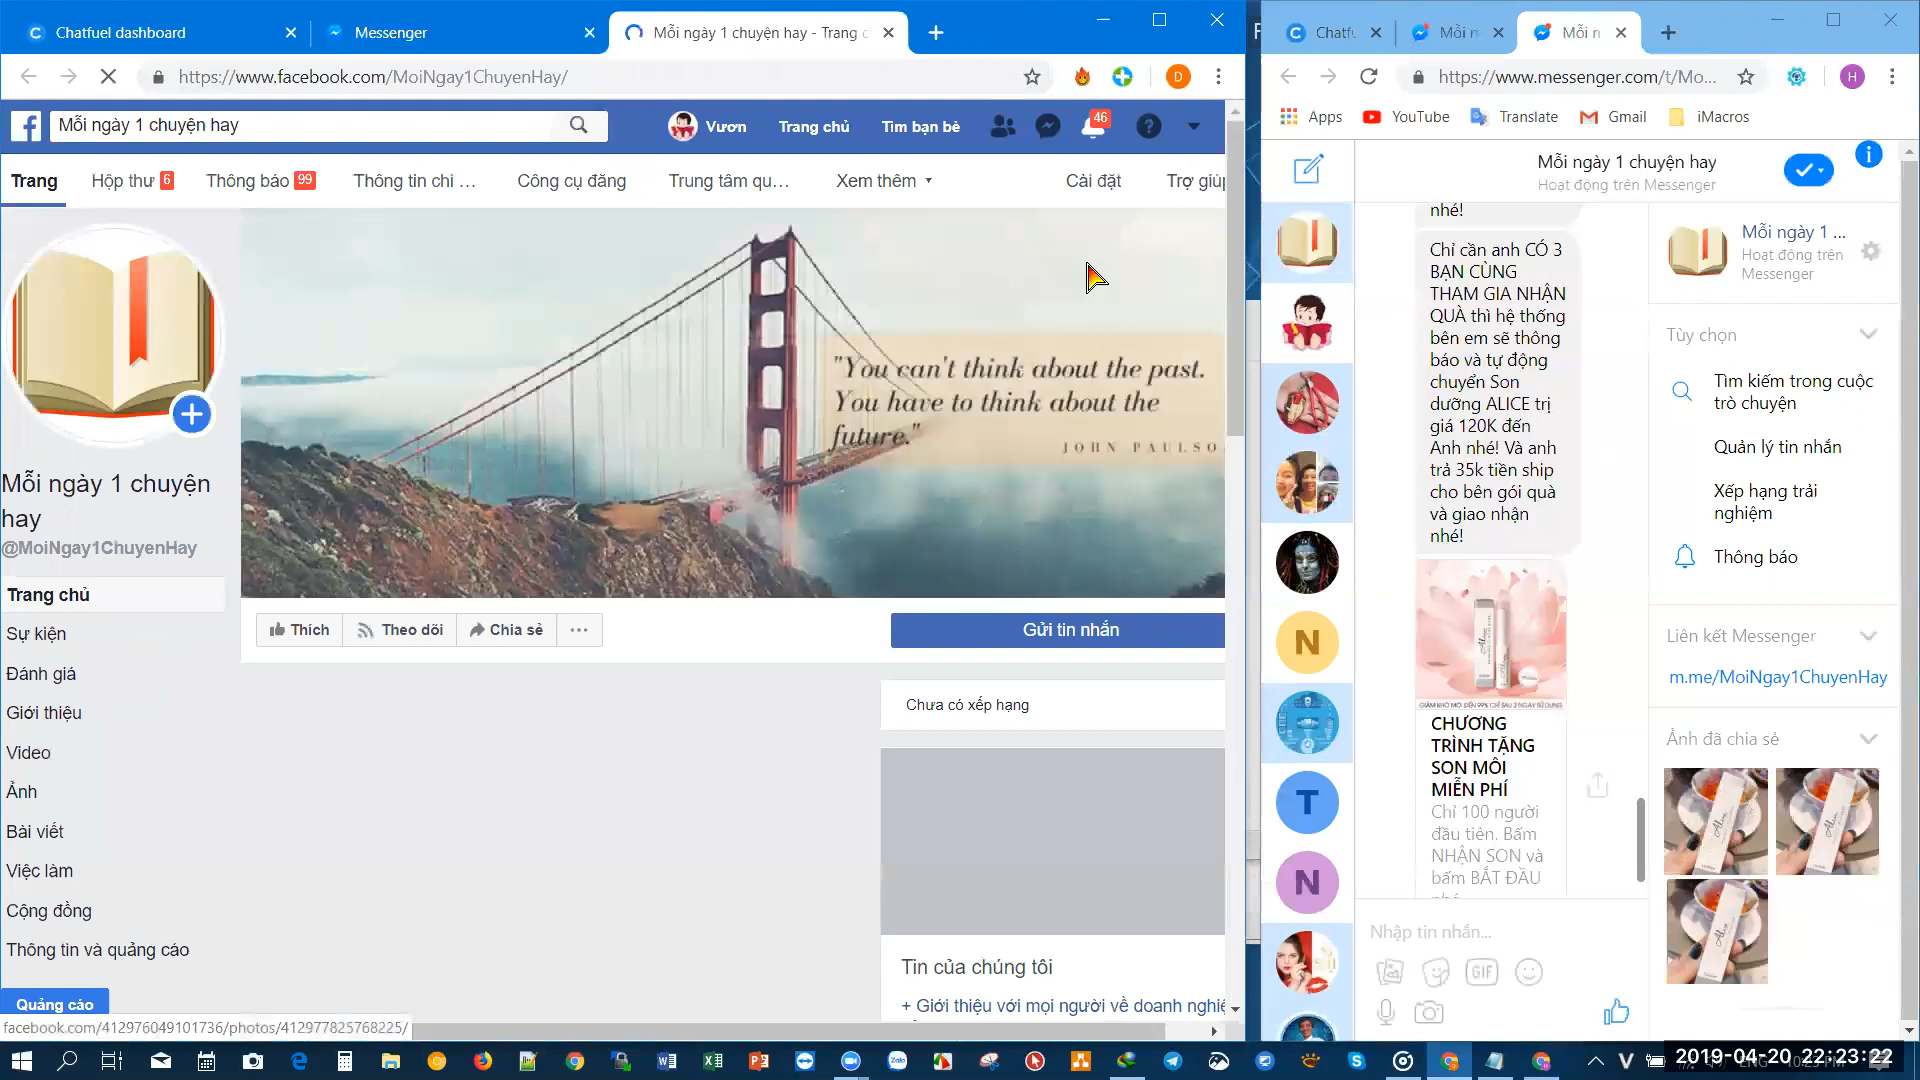 Chatfuel dashboard
Messenger
Mỗi ngày 1 chuyện hay - Trang c
https://www.facebook.com/MoiNgay1ChuyenHay/
D
Mỗi ngày 1 chuyện hay
Vươn
Trang chủ
Tìm bạn bè
46
Trang
Hộp thư 6
Thông báo 99
Thông tin chi ...
Công cụ đăng
Trung tâm qu...
Xem thêm
Cài đặt
Trợ giúp
"You can't think about the past.
You have to think about the
future."
JOHN PAULSO
Mỗi ngày 1 chuyện
hay
@MoiNgay1ChuyenHay
Trang chủ
Sự kiện
Đánh giá
Giới thiệu
Video
Ảnh
Bài viết
Việc làm
Cộng đồng
Thông tin và quảng cáo
Quảng cáo
Thích
Theo dõi
Chia sẻ
Gửi tin nhắn
Chưa có xếp hạng
Tin của chúng tôi
+ Giới thiệu với mọi người về doanh nghiệ
facebook.com/412976049101736/photos/412977825768225/
Chatfu
Mỗi n
Mỗi n
https://www.messenger.com/t/Mo...
H
Apps
YouTube
Translate
Gmail
iMacros
Mỗi ngày 1 chuyện hay
Hoạt động trên Messenger
nhé!
Chỉ cần anh CÓ 3
BẠN CÙNG
THAM GIA NHẬN
QUÀ thì hệ thống
bên em sẽ thông
báo và tự động
chuyển Son
dưỡng ALICE trị
giá 120K đến
Anh nhé! Và anh
trả 35k tiền ship
cho bên gói quà
và giao nhận
nhé!
CHƯƠNG
TRÌNH TẶNG
SON MÔI
MIỄN PHÍ
Chỉ 100 người
đầu tiên. Bấm
NHẬN SON và
bấm BẮT ĐẦU
Nhập tin nhắn...
GIF
N
T
N
Mỗi ngày 1 ...
Hoạt động trên
Messenger
Tùy chọn
Tìm kiếm trong cuộc
trò chuyện
Quản lý tin nhắn
Xếp hạng trải
nghiệm
Thông báo
Liên kết Messenger
m.me/MoiNgay1ChuyenHay
Ảnh đã chia sẻ
2019-04-20 22:23:22